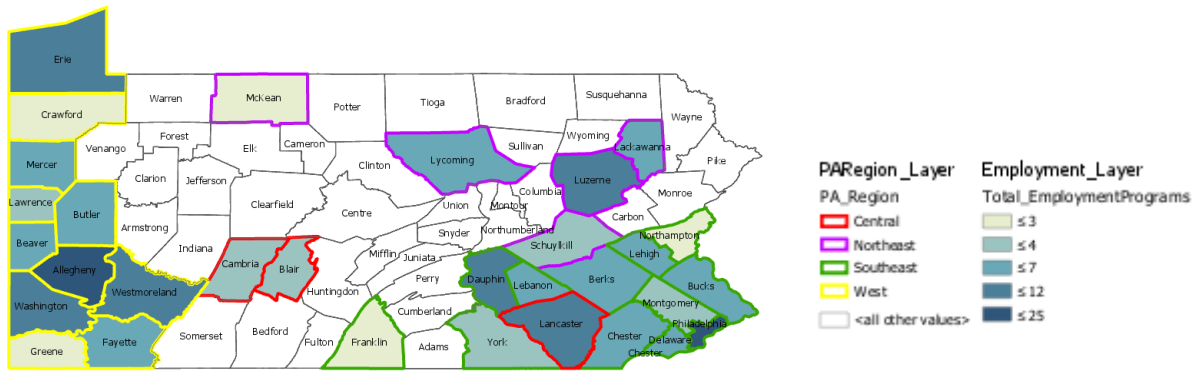 Erie
Crawford
Warren
McKean
Potter
Tioga
Bradford
Susquehanna
Wayne
Forest
Venango
Elk
Cameron
Sullivan
Wyoming
Lackawanna
Pike
Mercer
Clarion
Jefferson
Clinton
Lycoming
Luzerne
Columbia
Montour
Monroe
Lawrence
Butler
Armstrong
Clearfield
Centre
Union
Snyder
Northumberland
Carbon
Northampton
Beaver
Indiana
Cambria
Blair
Mifflin
Juniata
Schuylkill
Lehigh
Allegheny
Westmoreland
Huntingdon
Perry
Dauphin
Lebanon
Berks
Bucks
Washington
Cumberland
Lancaster
Montgomery
Philadelphia
Greene
Fayette
Somerset
Bedford
Fulton
Franklin
Adams
York
Chester
Delaware
Chester
PARegion_Layer
PA_Region
Central
Northeast
Southeast
West
<all other values>
Employment_Layer
Total_EmploymentPrograms
≤3
≤4
≤7
≤12
≤25